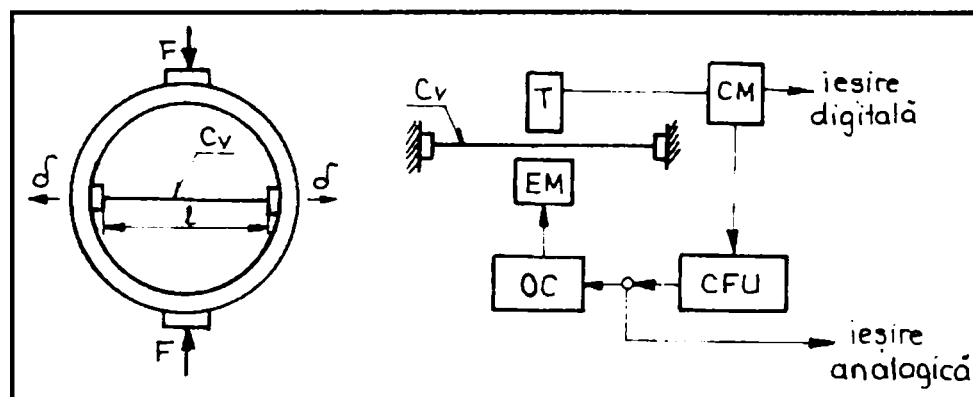 F
Cv
δ
δ
l
F
Cv
T
CM
ieșire
digitală
EM
OC
CFU
ieșire
analogică